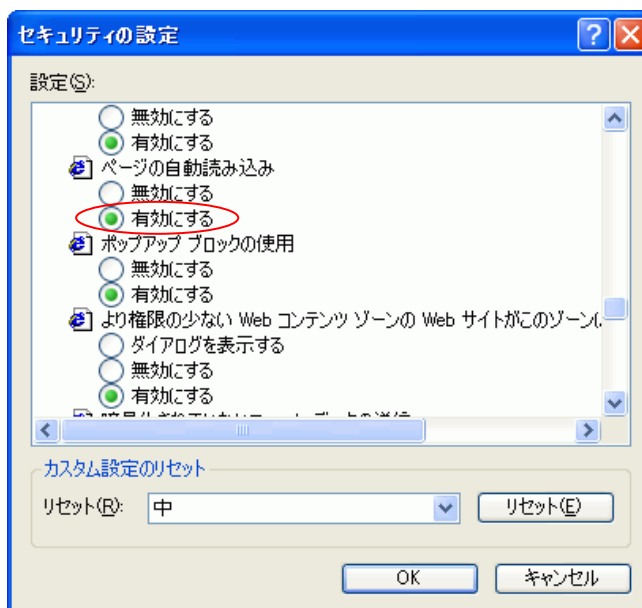 セキュリティの設定
設定(S):
無効にする
有効にする
ページの自動読み込み
無効にする
有効にする
ポップアップ ブロックの使用
無効にする
有効にする
より権限の少ない Web コンテンツ ゾーンの Web サイトがこのゾーンに
ダイアログを表示する
無効にする
有効にする
カスタム設定のリセット
リセット(R): 中 リセット(E)
OK キャンセル